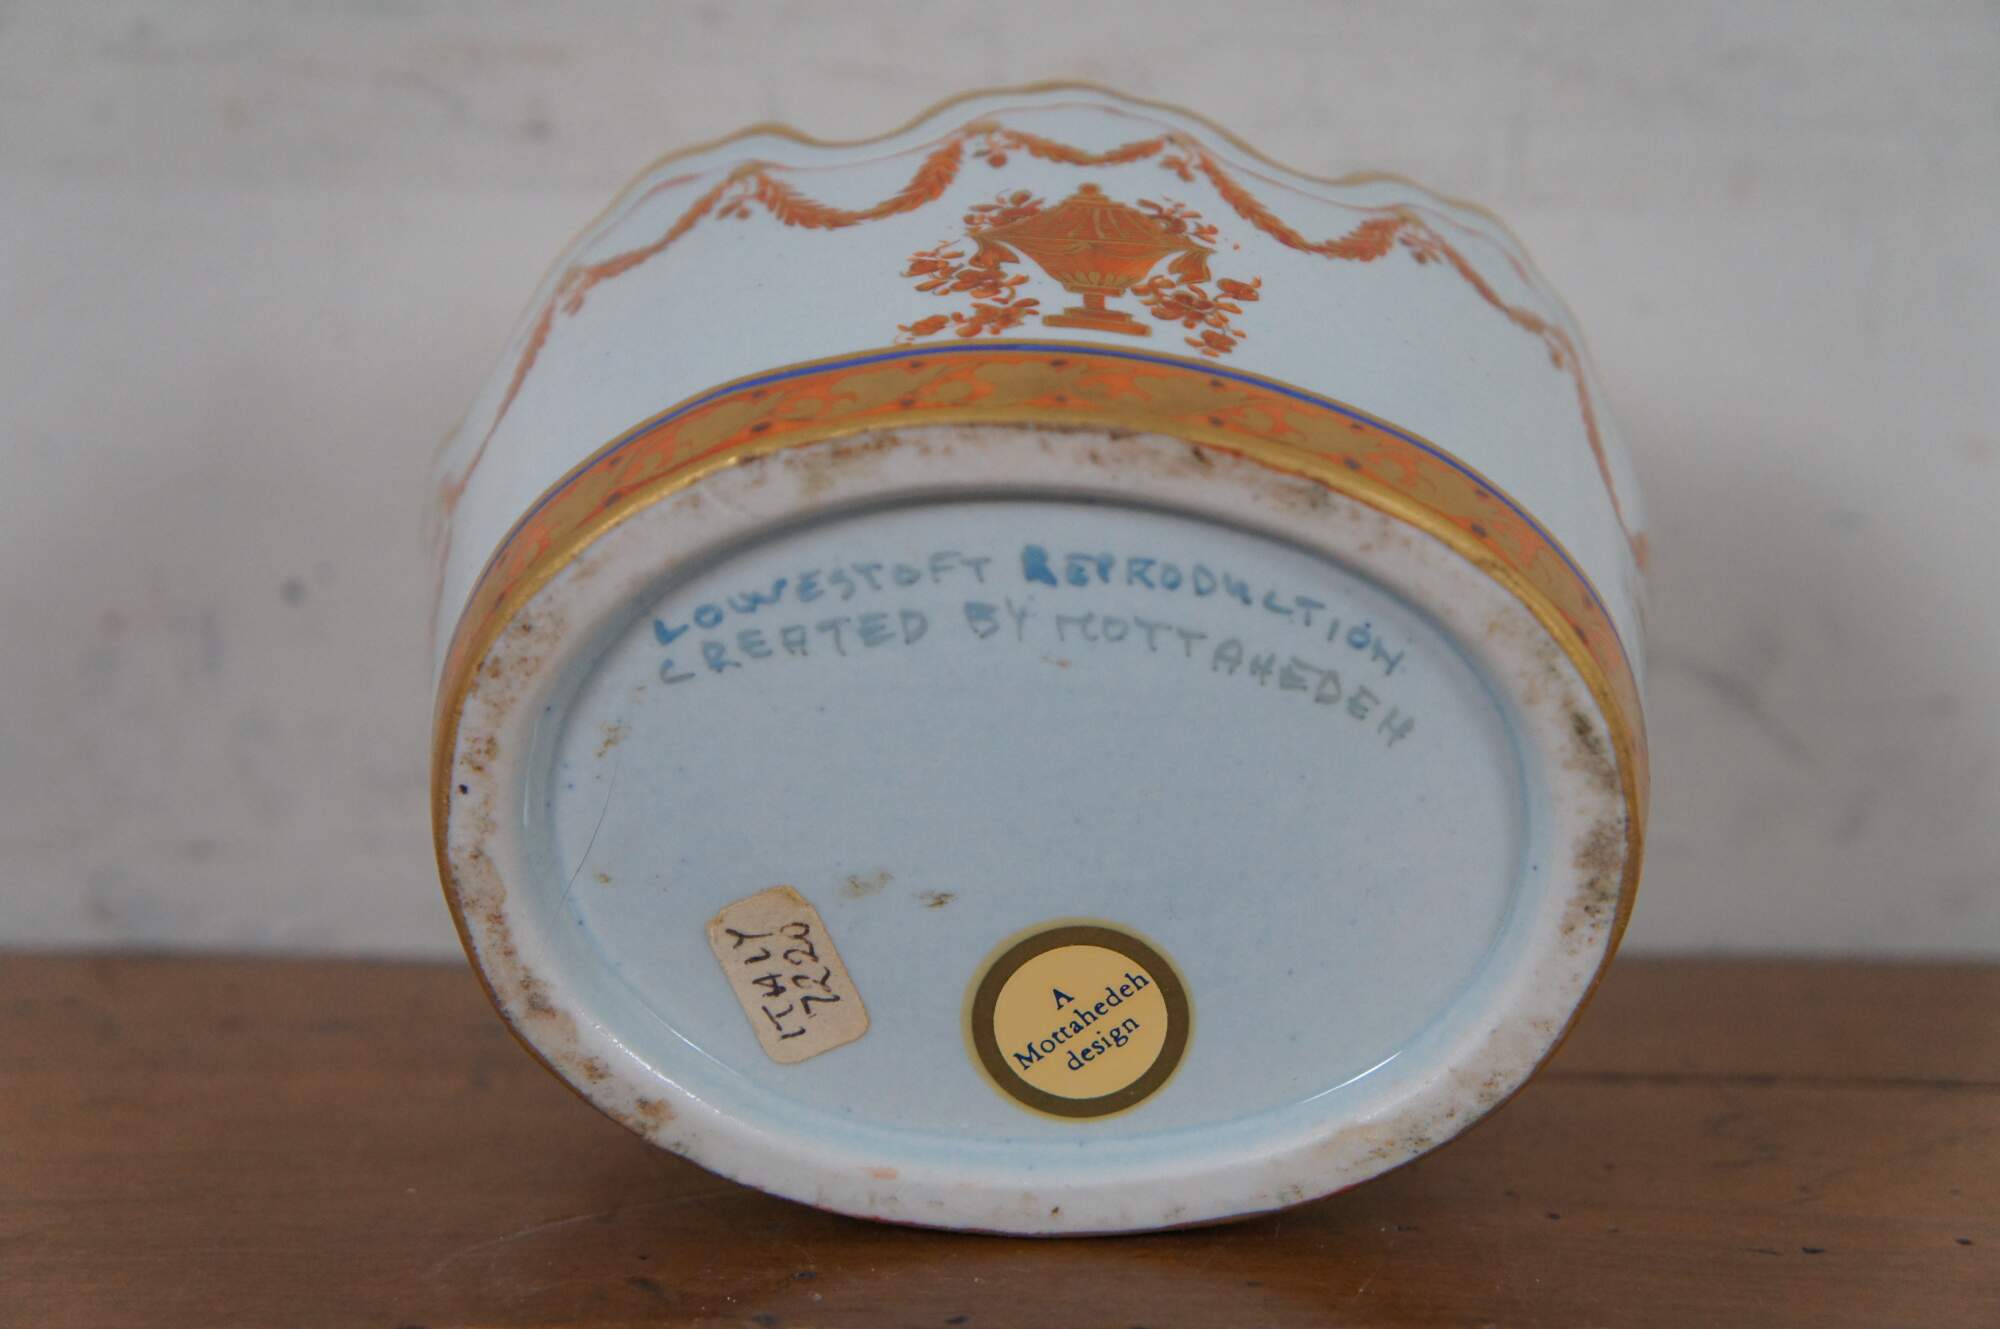 LOWESTOFT REPRODUCTION
CREATED BY MOTTAHEDEH
ITALY
7220
A
Mottahedeh
design